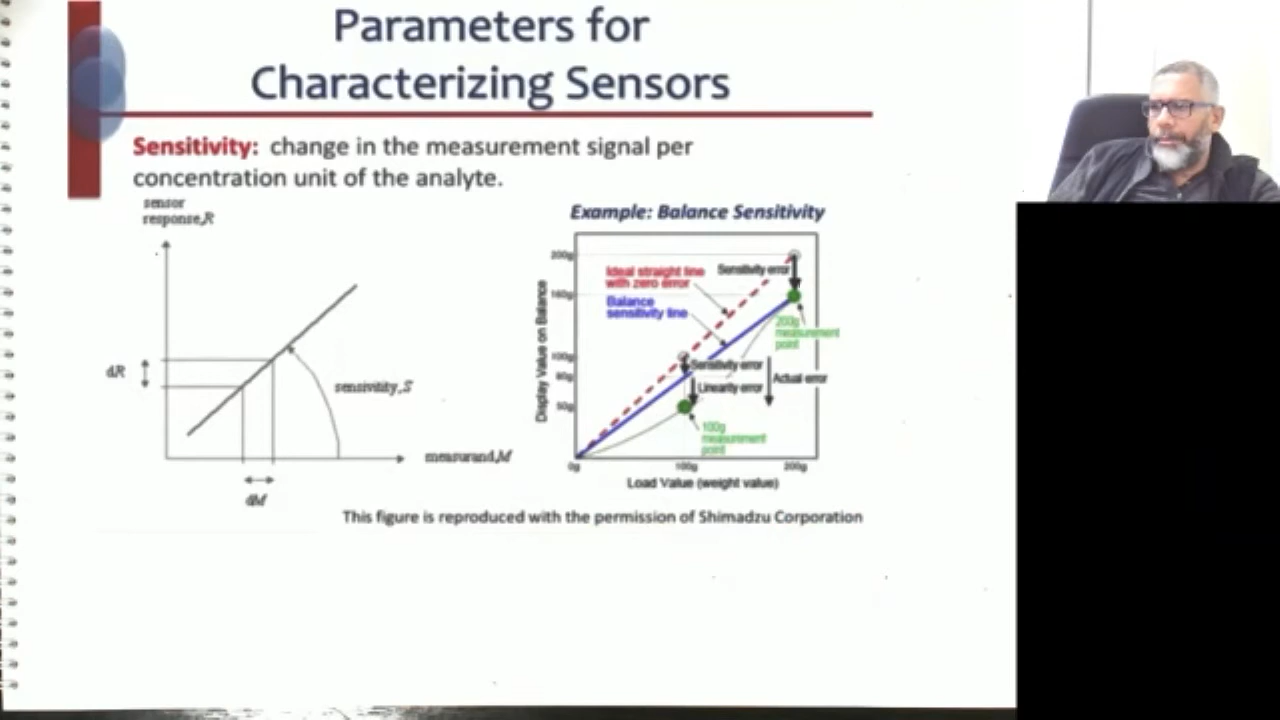 Parameters for
Characterizing Sensors
Sensitivity: change in the measurement signal per
concentration unit of the analyte.
sensor
response,R
dR
sensivitity,S
measurand,M
dM
Example: Balance Sensitivity
Display Value on Balance
200g
160g
100g
80g
50g
Ideal straight line
with zero error
Balance
sensitivity line
Sensitivity error
200g
measurement
point
Sensitivity error
Linearity error
Actual error
100g
measurement
point
0g
100g
200g
Load Value (weight value)
This figure is reproduced with the permission of Shimadzu Corporation